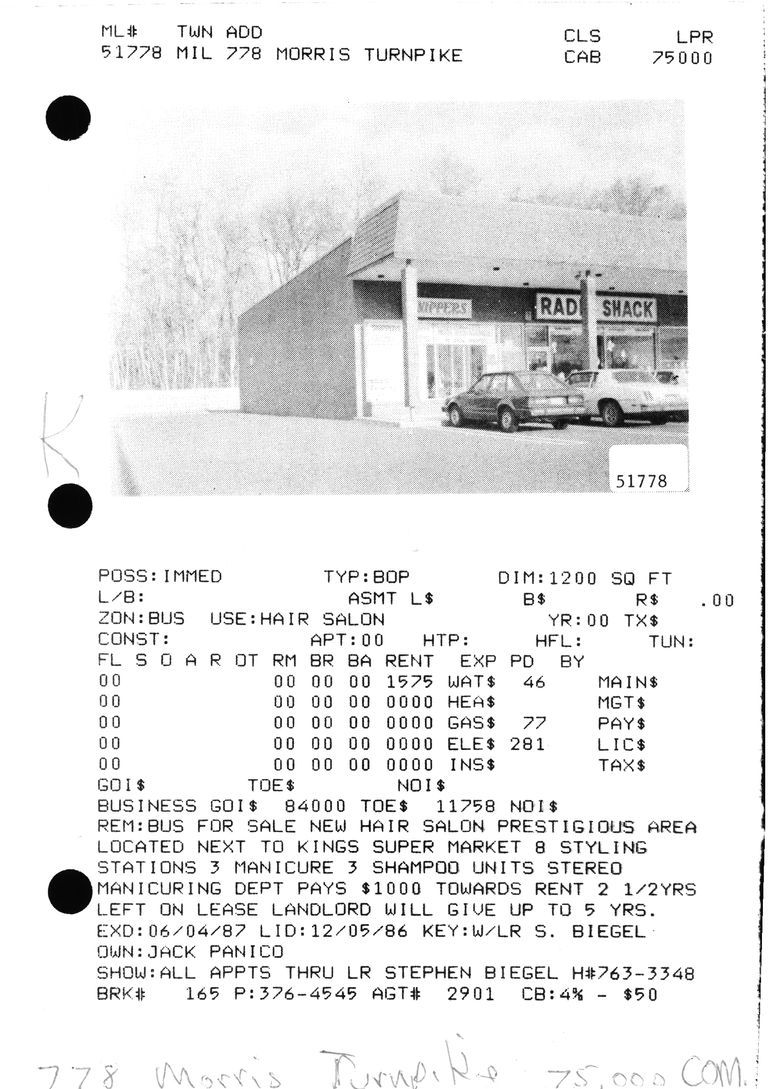 ML#   TWN ADD   CLS   LPR
51778 MIL 778 MORRIS TURNPIKE   CAB   75000
NIPPERS
RADI SHACK
K
51778
POSS:IMMED   TYP:BOP   DIM:1200 SQ FT
L/B:   ASMT L$   B$   R$   .00
ZON:BUS   USE:HAIR SALON   YR:00 TX$
CONST:   APT:00   HTP:   HFL:   TUN:
FL S O A R OT RM BR BA RENT   EXP PD   BY
00   00 00 00 1575 WAT$   46   MAIN$
00   00 00 00 0000 HEA$   MGT$
00   00 00 00 0000 GAS$   77   PAY$
00   00 00 00 0000 ELE$ 281   LIC$
00   00 00 00 0000 INS$   TAX$
GOI$   TOE$   NOI$
BUSINESS GOI$   84000 TOE$   11758 NOI$
REM:BUS FOR SALE NEW HAIR SALON PRESTIGIOUS AREA
LOCATED NEXT TO KINGS SUPER MARKET 8 STYLING
STATIONS 3 MANICURE 3 SHAMPOO UNITS STEREO
MANICURING DEPT PAYS $1000 TOWARDS RENT 2 1/2YRS
LEFT ON LEASE LANDLORD WILL GIVE UP TO 5 YRS.
EXD:06/04/87 LID:12/05/86 KEY:W/LR S. BIEGEL
OWN:JACK PANICO
SHOW:ALL APPTS THRU LR STEPHEN BIEGEL H#763-3348
BRK#   165 P:376-4545 AGT#   2901   CB:4% - $50
778 Morris Turnpike 75,000 COM.